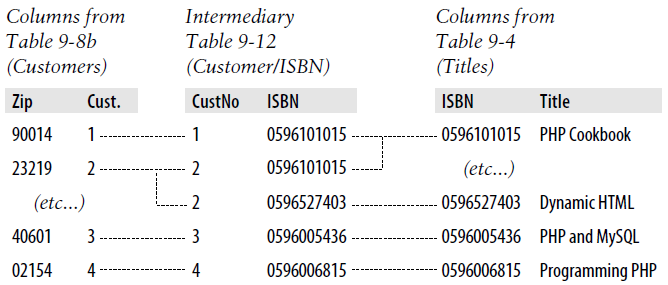 Columns from Intermediary Columns from
Table 9-8b Table 9-12 Table 9-4
(Customers) (Customer/ISBN) (Titles)
Zip Cust. CustNo ISBN ISBN Title
90014 1 1 0596101015 0596101015 PHP Cookbook
23219 2 2 0596101015 (etc...)
(etc...) 2 0596527403 0596527403 Dynamic HTML
40601 3 3 0596005436 0596005436 PHP and MySQL
02154 4 4 0596006815 0596006815 Programming PHP